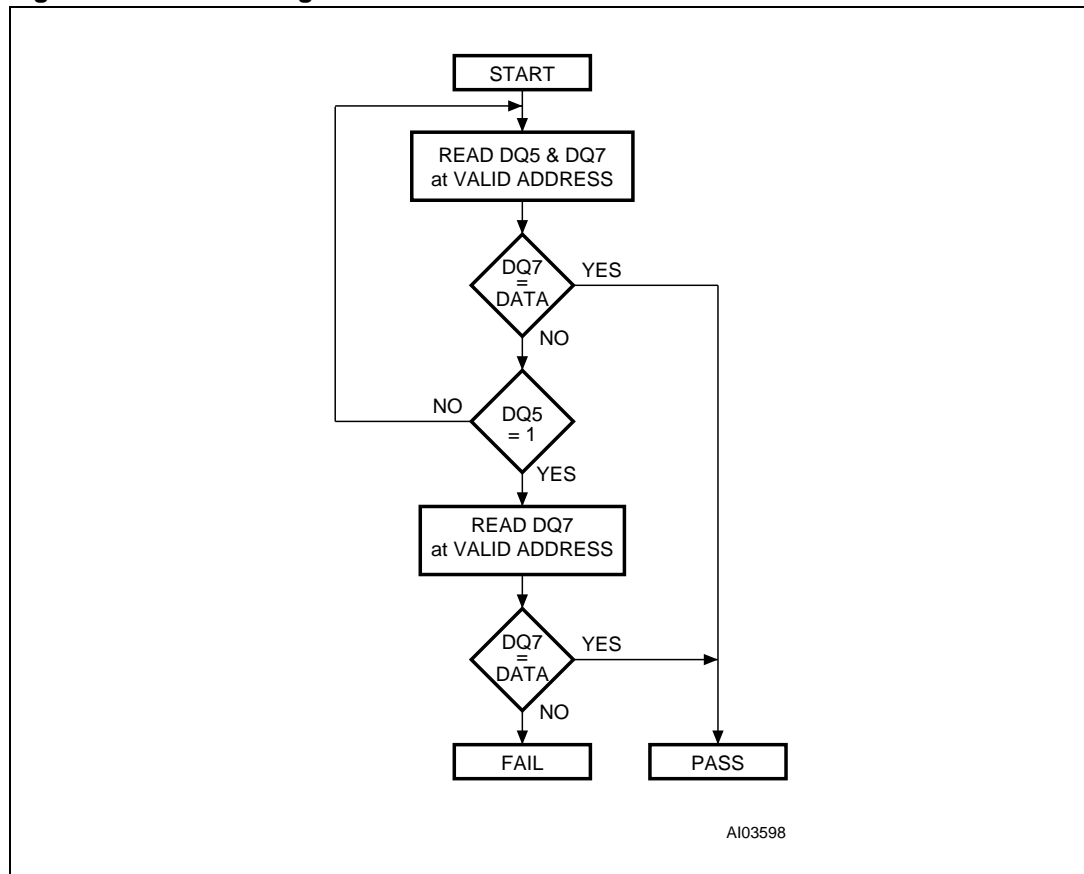 START
READ DQ5 & DQ7
at VALID ADDRESS
DQ7
=
DATA
YES
NO
NO
DQ5
= 1
YES
READ DQ7
at VALID ADDRESS
DQ7
=
DATA
YES
NO
FAIL
PASS
AI03598